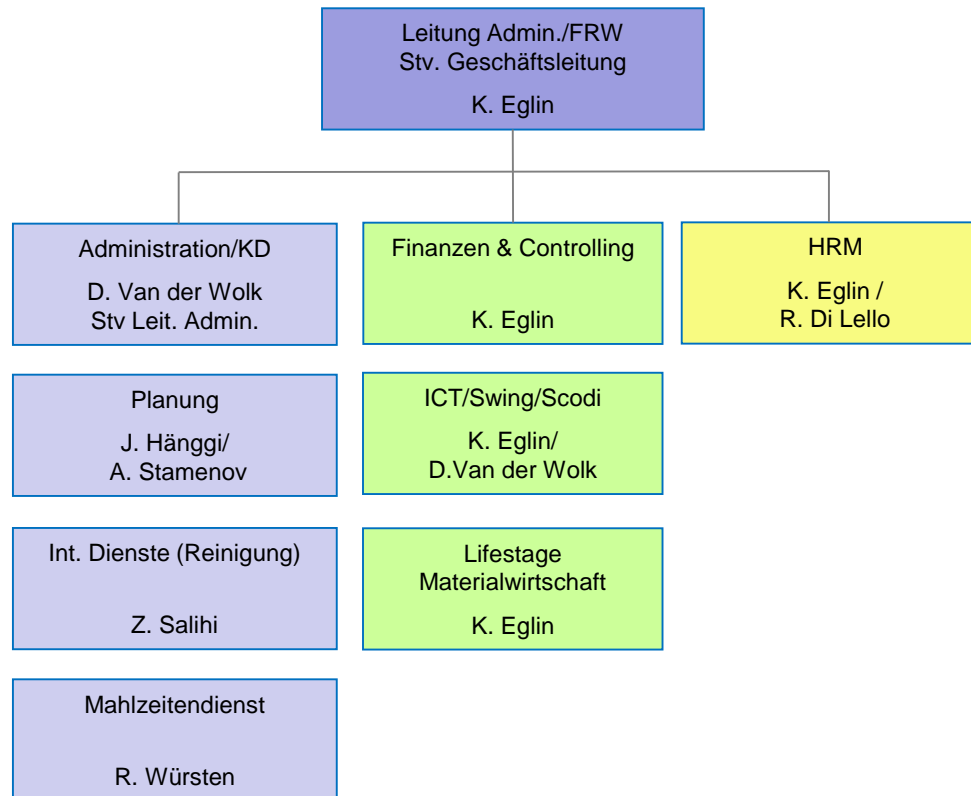 Leitung Admin./FRW
Stv. Geschäftsleitung
K. Eglin
Administration/KD
D. Van der Wolk
Stv Leit. Admin.
Finanzen & Controlling
K. Eglin
HRM
K. Eglin /
R. Di Lello
Planung
J. Hänggi/
A. Stamenov
ICT/Swing/Scodi
K. Eglin/
D.Van der Wolk
Int. Dienste (Reinigung)
Z. Salihi
Lifestage
Materialwirtschaft
K. Eglin
Mahlzeitendienst
R. Würsten